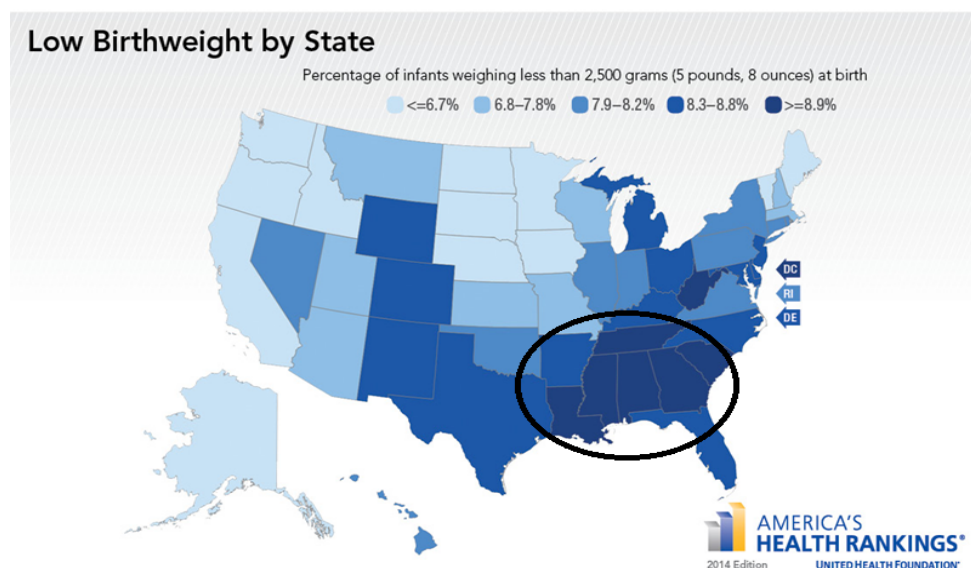 Low Birthweight by State
Percentage of infants weighing less than 2,500 grams (5 pounds, 8 ounces) at birth
<=6.7% 6.8–7.8% 7.9–8.2% 8.3–8.8% >=8.9%
DC
RI
DE
AMERICA'S
HEALTH RANKINGS®
2014 Edition UNITED HEALTH FOUNDATION®